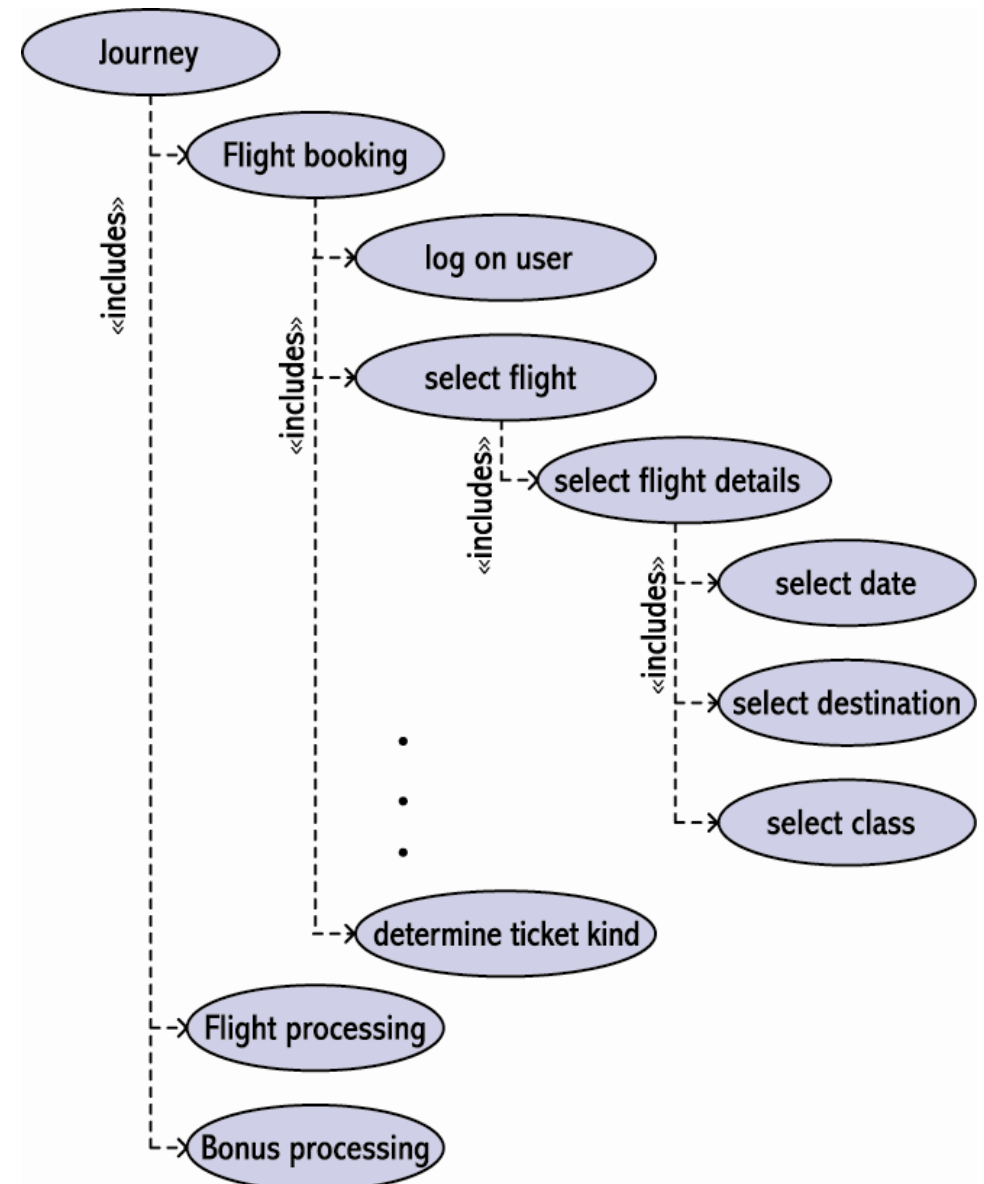 Journey
Flight booking
«includes»
log on user
«includes»
select flight
«includes»
select flight details
«includes»
select date
select destination
select class
determine ticket kind
Flight processing
Bonus processing